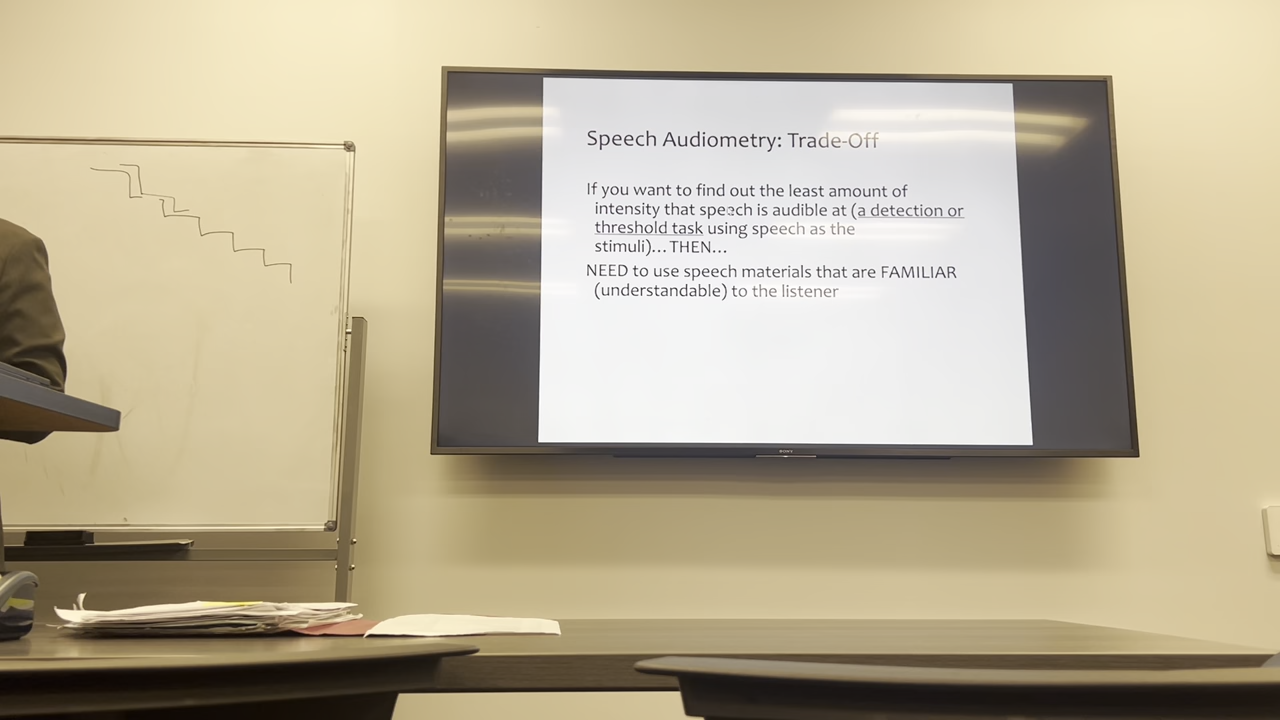 Speech Audiometry: Trade-Off
If you want to find out the least amount of
intensity that speech is audible at (a detection or
threshold task using speech as the
stimuli)... THEN...
NEED to use speech materials that are FAMILIAR
(understandable) to the listener
SONY